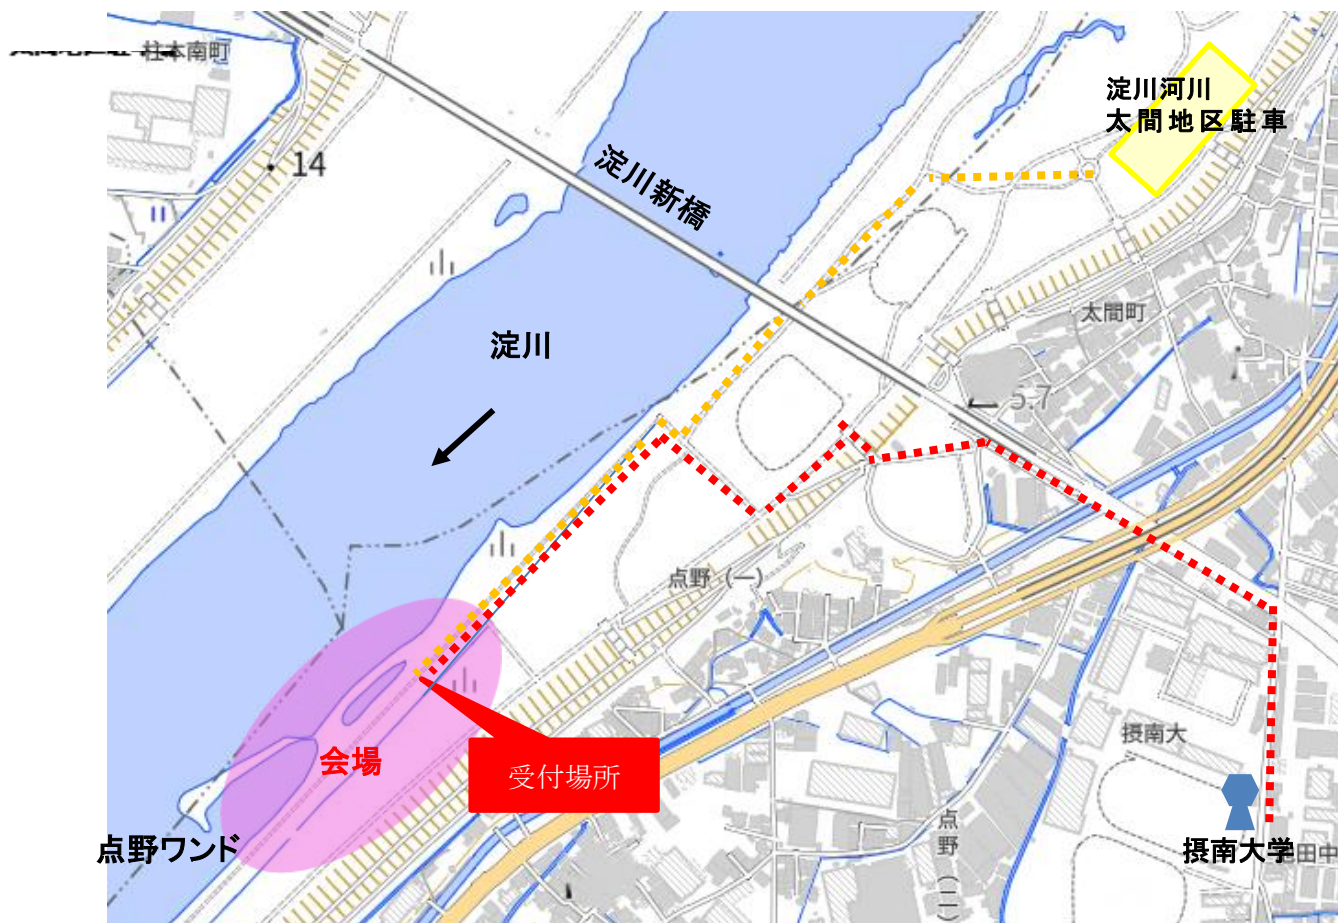 柱本南町
14
淀川河川
太間地区駐車
淀川新橋
太間町
淀川
5.7
点野（一）
会場
受付場所
摂南大
点野ワンド
点野（二）
摂南大学
田中